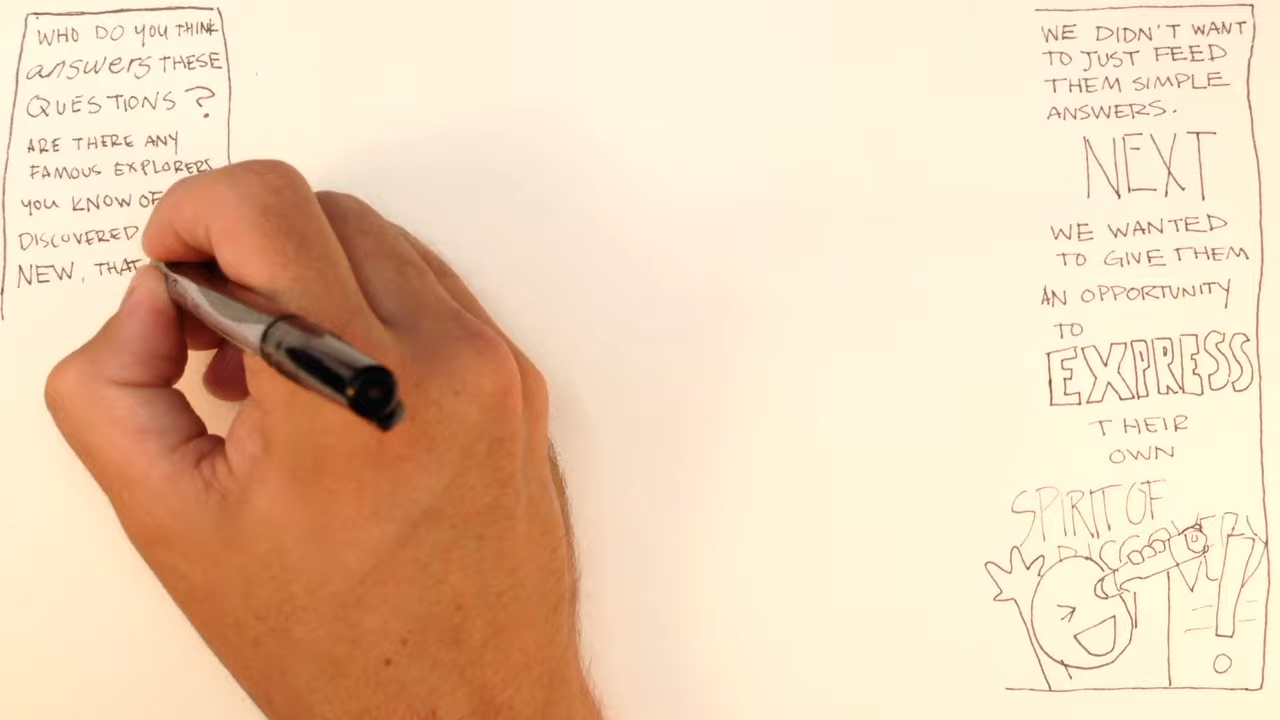 WHO DO YOU THINK
answers THESE
QUESTIONS?
ARE THERE ANY
FAMOUS EXPLORERS
YOU KNOW OF
DISCOVERED
NEW, THAT
WE DIDN'T WANT
TO JUST FEED
THEM SIMPLE
ANSWERS.
NEXT
WE WANTED
TO GIVE THEM
AN OPPORTUNITY
TO
EXPRESS
THEIR
OWN
SPIRIT OF
DISCOVERY